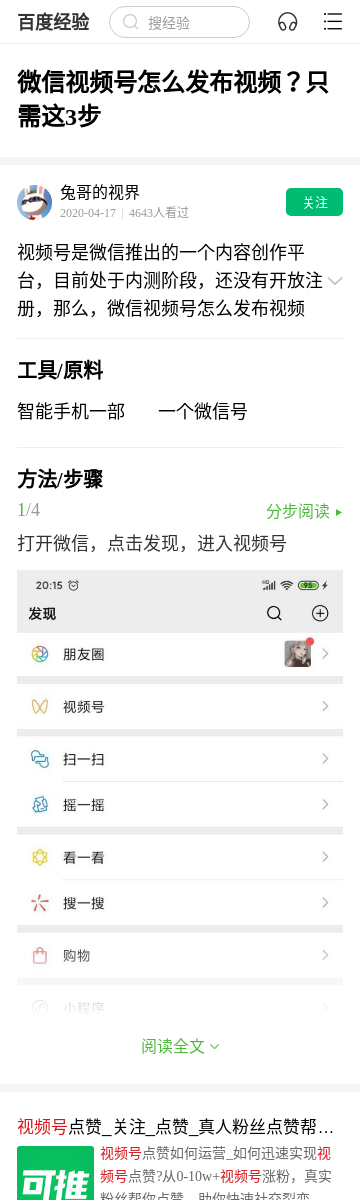 百度经验
搜经验
微信视频号怎么发布视频？只
需这3步
兔哥的视界
2020-04-17 | 4643人看过
关注
视频号是微信推出的一个内容创作平
台，目前处于内测阶段，还没有开放注
册，那么，微信视频号怎么发布视频
工具/原料
智能手机一部 一个微信号
方法/步骤
1/4
分步阅读
打开微信，点击发现，进入视频号
20:15
HD
95
发现
朋友圈
视频号
扫一扫
摇一摇
看一看
搜一搜
购物
小程序
阅读全文
视频号点赞_关注_点赞_真人粉丝点赞帮…
可推
视频号点赞如何运营_如何迅速实现视
频号点赞?从0-10w+视频号涨粉，真实
粉丝帮你点赞，助你快速社交裂变